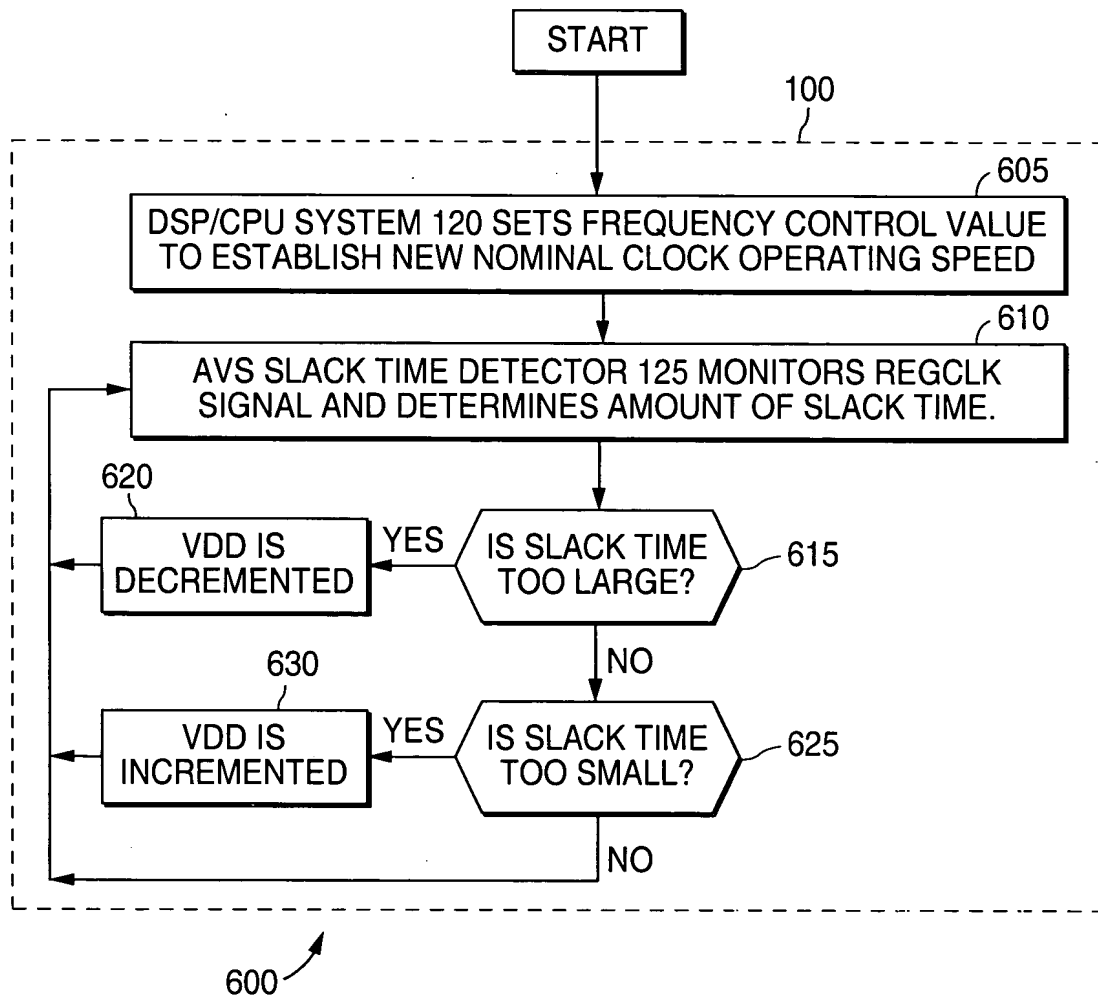 START
100
605
DSP/CPU SYSTEM 120 SETS FREQUENCY CONTROL VALUE
TO ESTABLISH NEW NOMINAL CLOCK OPERATING SPEED
610
AVS SLACK TIME DETECTOR 125 MONITORS REGCLK
SIGNAL AND DETERMINES AMOUNT OF SLACK TIME.
620
VDD IS
DECREMENTED
YES
IS SLACK TIME
TOO LARGE?
615
NO
630
VDD IS
INCREMENTED
YES
IS SLACK TIME
TOO SMALL?
625
NO
600